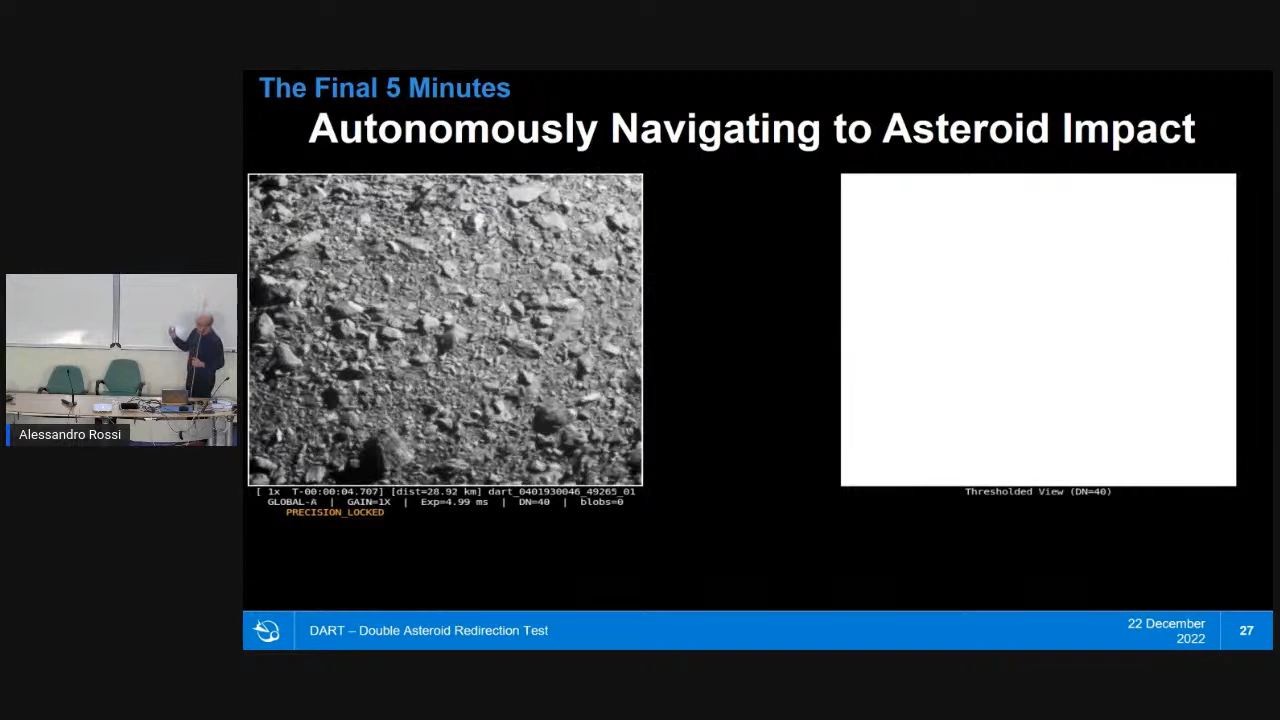 The Final 5 Minutes
Autonomously Navigating to Asteroid Impact
[ 1x T-00:00:04.707] [dist=28.92 km] dart_0401930046_49265_01
GLOBAL-A | GAIN=1X | Exp=4.99 ms | DN=40 | blobs=0
PRECISION_LOCKED
Thresholded View (DN=40)
Alessandro Rossi
DART – Double Asteroid Redirection Test
22 December
2022
27